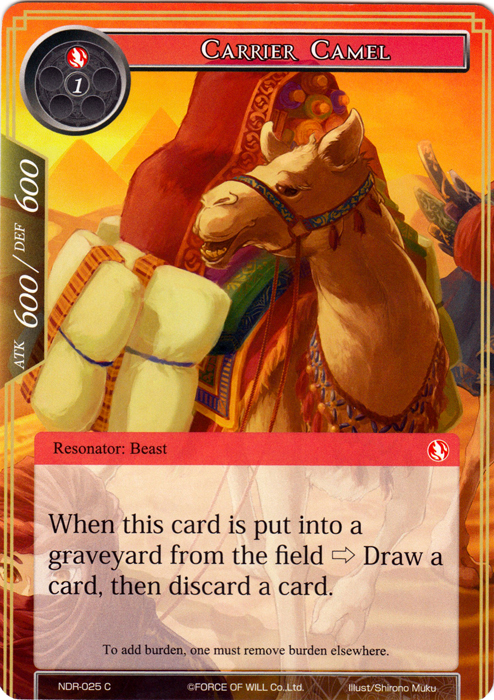 CARRIER CAMEL
1
ATK 600 / DEF 600
Resonator: Beast
When this card is put into a
graveyard from the field ⇨ Draw a
card, then discard a card.
To add burden, one must remove burden elsewhere.
NDR-025 C ©FORCE OF WILL Co.,Ltd. Illust/Shirono Muku